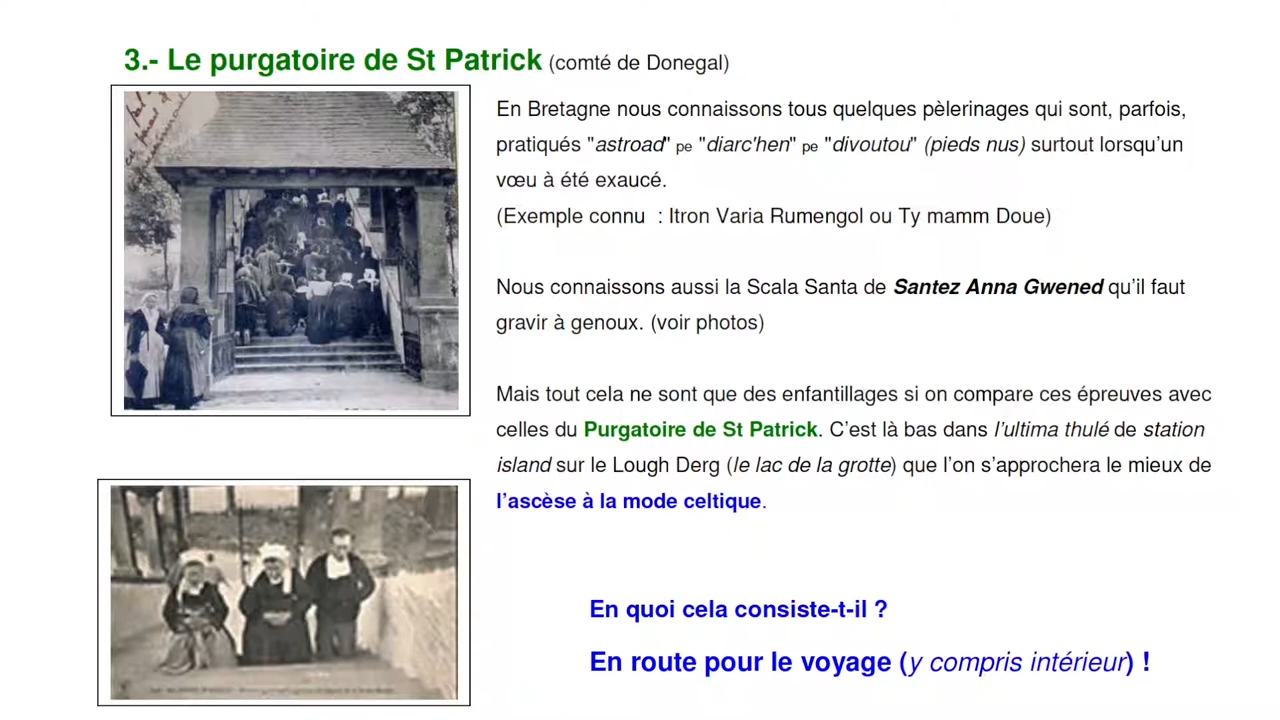 3.- Le purgatoire de St Patrick (comté de Donegal)
En Bretagne nous connaissons tous quelques pèlerinages qui sont, parfois,
pratiqués "astroad" pe "diarc'hen" pe "divoutou" (pieds nus) surtout lorsqu'un
vœu à été exaucé.
(Exemple connu : Itron Varia Rumengol ou Ty mamm Doue)
Nous connaissons aussi la Scala Santa de Santez Anna Gwened qu'il faut
gravir à genoux. (voir photos)
Mais tout cela ne sont que des enfantillages si on compare ces épreuves avec
celles du Purgatoire de St Patrick. C'est là bas dans l'ultima thulé de station
island sur le Lough Derg (le lac de la grotte) que l'on s'approchera le mieux de
l'ascèse à la mode celtique.
En quoi cela consiste-t-il ?
En route pour le voyage (y compris intérieur) !